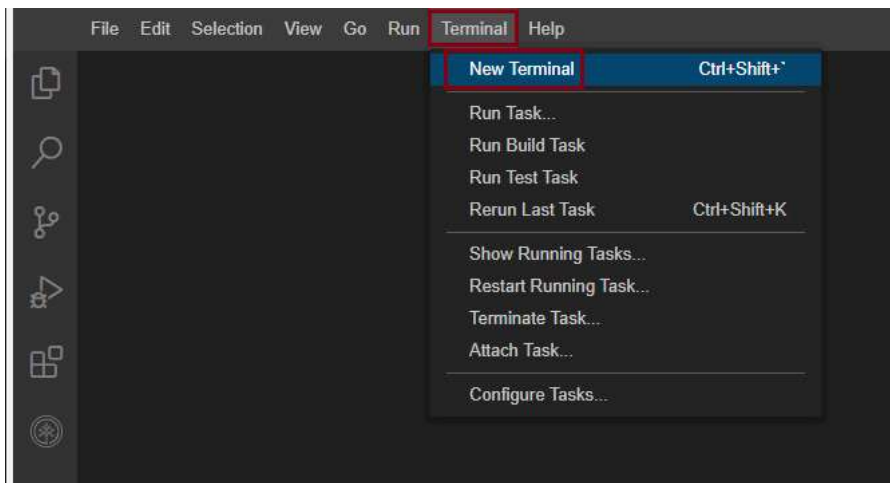 File Edit Selection View Go Run Terminal Help
New Terminal Ctrl+Shift+`
Run Task...
Run Build Task
Run Test Task
Rerun Last Task Ctrl+Shift+K
Show Running Tasks...
Restart Running Task...
Terminate Task...
Attach Task...
Configure Tasks...